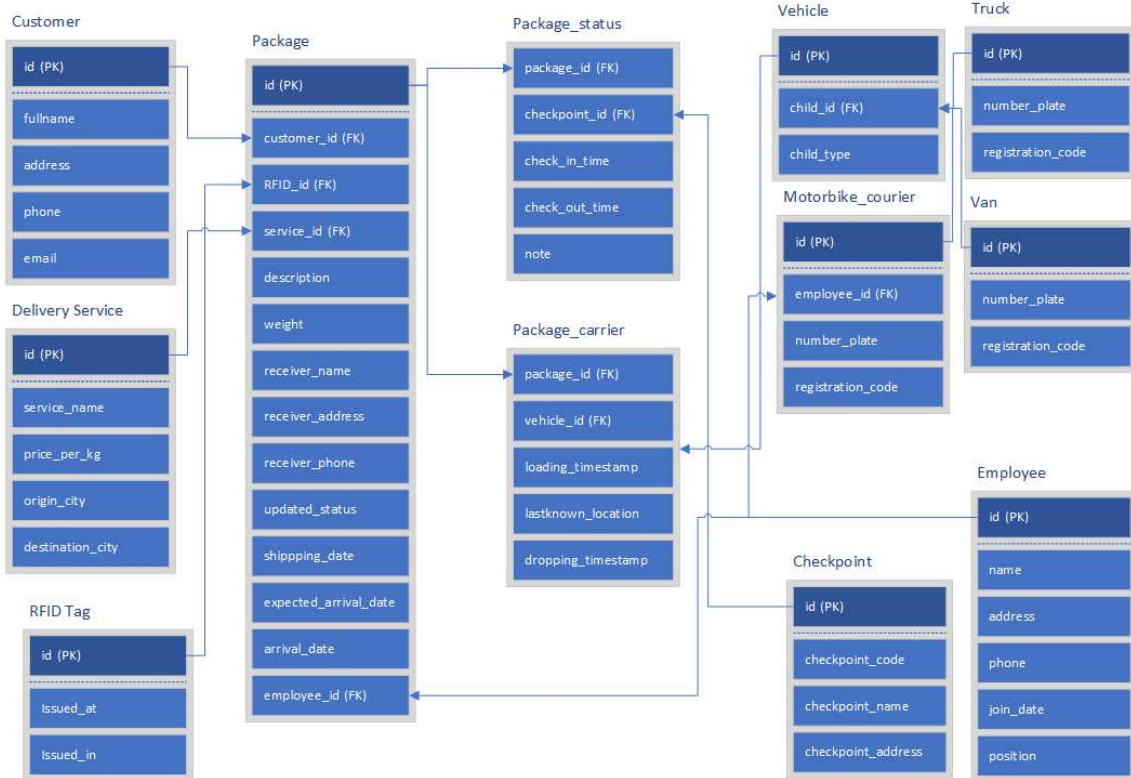 Customer
id (PK)
fullname
address
phone
email
Delivery Service
id (PK)
service_name
price_per_kg
origin_city
destination_city
RFID Tag
id (PK)
Issued_at
Issued_in
Package
id (PK)
customer_id (FK)
RFID_id (FK)
service_id (FK)
description
weight
receiver_name
receiver_address
receiver_phone
updated_status
shippping_date
expected_arrival_date
arrival_date
employee_id (FK)
Package_status
package_id (FK)
checkpoint_id (FK)
check_in_time
check_out_time
note
Package_carrier
package_id (FK)
vehicle_id (FK)
loading_timestamp
lastknown_location
dropping_timestamp
Vehicle
id (PK)
child_id (FK)
child_type
Motorbike_courier
id (PK)
employee_id (FK)
number_plate
registration_code
Truck
id (PK)
number_plate
registration_code
Van
id (PK)
number_plate
registration_code
Checkpoint
id (PK)
checkpoint_code
checkpoint_name
checkpoint_address
Employee
id (PK)
name
address
phone
join_date
position